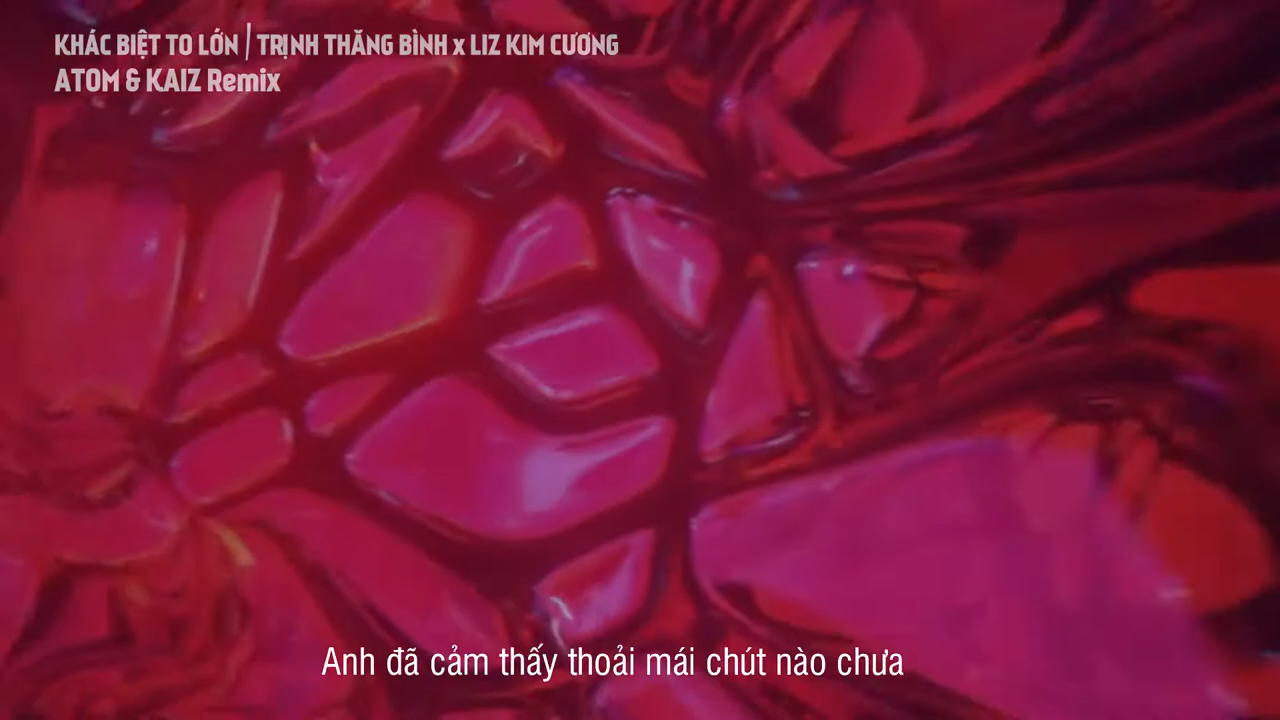 KHÁC BIỆT TO LỚN | TRỊNH THĂNG BÌNH x LIZ KIM CƯƠNG
ATOM & KAIZ Remix
Anh đã cảm thấy thoải mái chút nào chưa